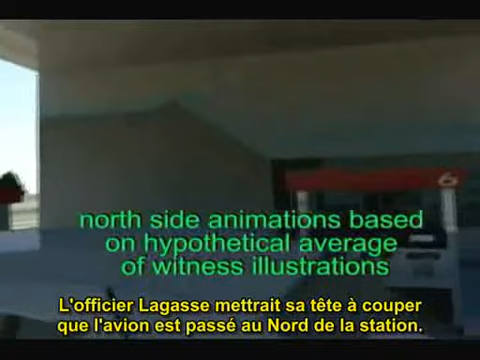 6
north side animations based
on hypothetical average
of witness illustrations
L'officier Lagasse mettrait sa tête à couper
que l'avion est passé au Nord de la station.